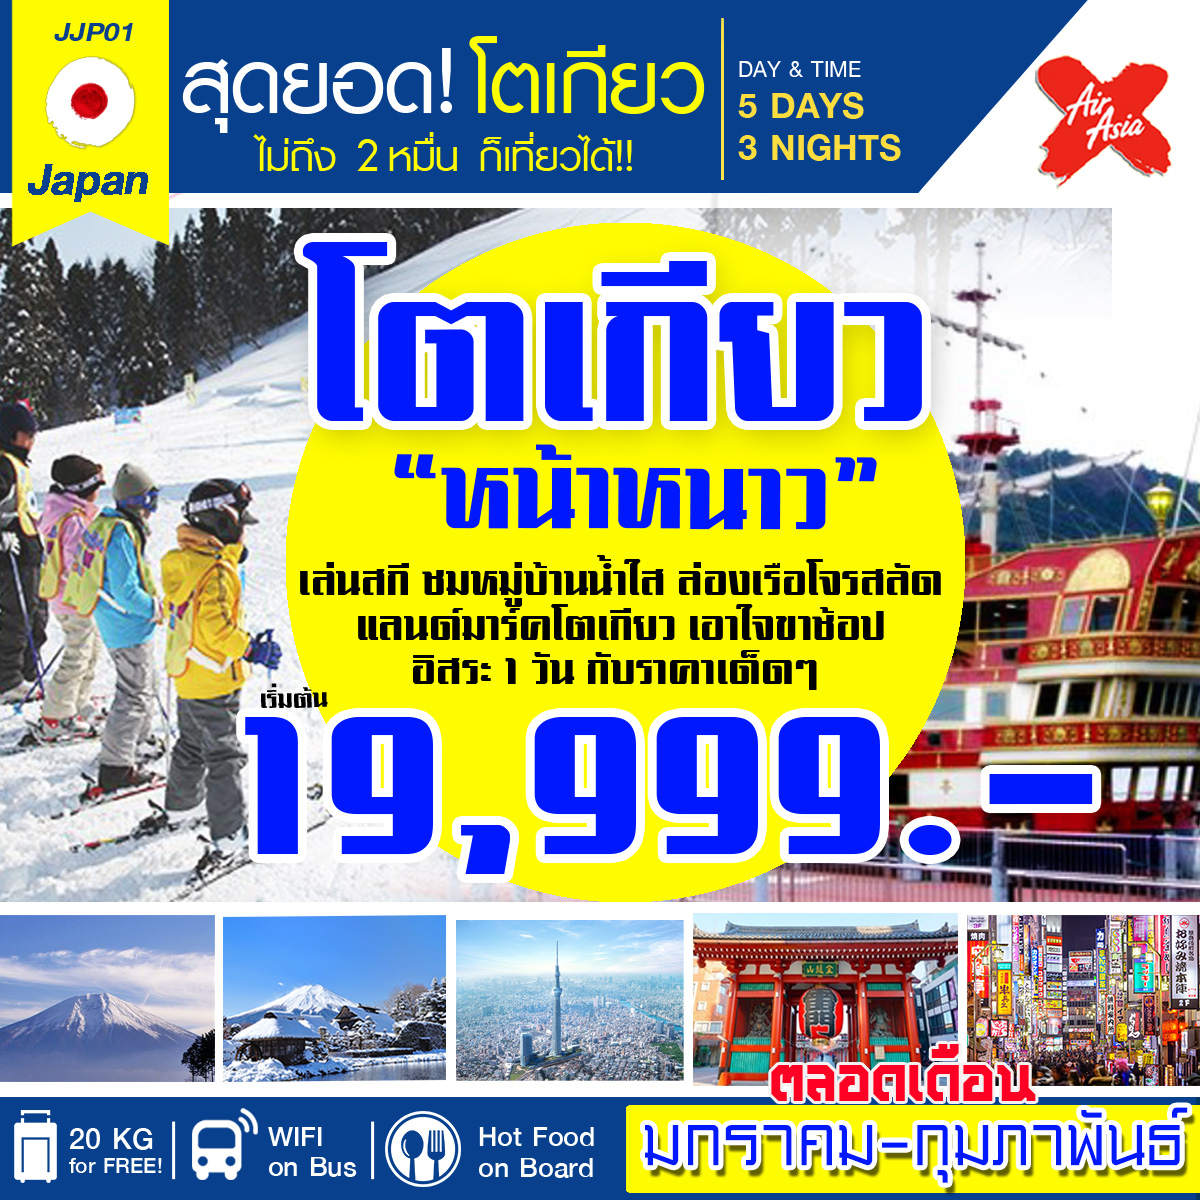 JJP01
Japan
สุดยอด! โตเกียว
ไม่ถึง 2 หมื่น ก็เที่ยวได้!!
DAY & TIME
5 DAYS
3 NIGHTS
Air
Asia
โตเกียว
“หน้าหนาว”
เล่นสกี ชมหมู่บ้านน้ำใส ล่องเรือโจรสลัด
แลนด์มาร์คโตเกียว เอาใจขาช้อป
อิสระ 1 วัน กับราคาเด็ดๆ
เริ่มต้น
19,999.-
ตลอดเดือน
มกราคม-กุมภาพันธ์
20 KG
for FREE!
WIFI
on Bus
Hot Food
on Board